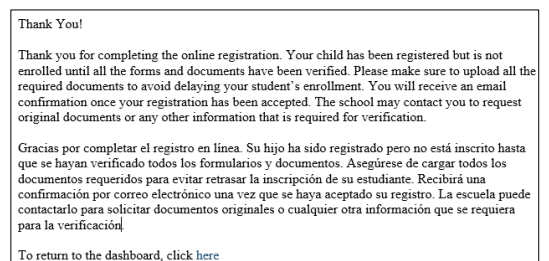 Thank You!
Thank you for completing the online registration. Your child has been registered but is not
enrolled until all the forms and documents have been verified. Please make sure to upload all the
required documents to avoid delaying your student's enrollment. You will receive an email
confirmation once your registration has been accepted. The school may contact you to request
original documents or any other information that is required for verification.
Gracias por completar el registro en línea. Su hijo ha sido registrado pero no está inscrito hasta
que se hayan verificado todos los formularios y documentos. Asegúrese de cargar todos los
documentos requeridos para evitar retrasar la inscripción de su estudiante. Recibirá una
confirmación por correo electrónico una vez que se haya aceptado su registro. La escuela puede
contactarlo para solicitar documentos originales o cualquier otra información que se requiera
para la verificación.
To return to the dashboard, click here